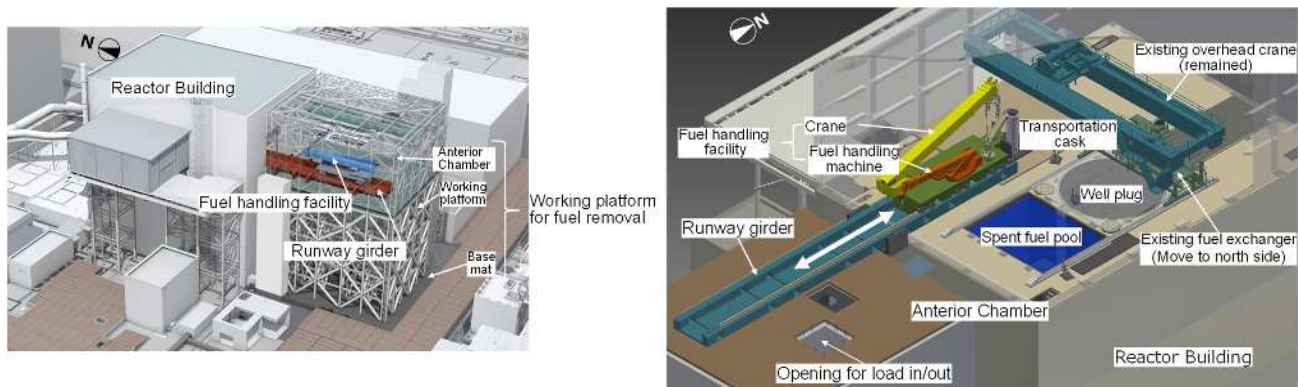 N
Reactor Building
Anterior
Chamber
Working
platform
Fuel handling facility
Working platform
for fuel removal
Runway girder
Base
mat
N
Existing overhead crane
(remained)
Fuel handling
facility
Crane
Fuel handling
machine
Transportation
cask
Well plug
Runway girder
Spent fuel pool
Existing fuel exchanger
(Move to north side)
Anterior Chamber
Opening for load in/out
Reactor Building